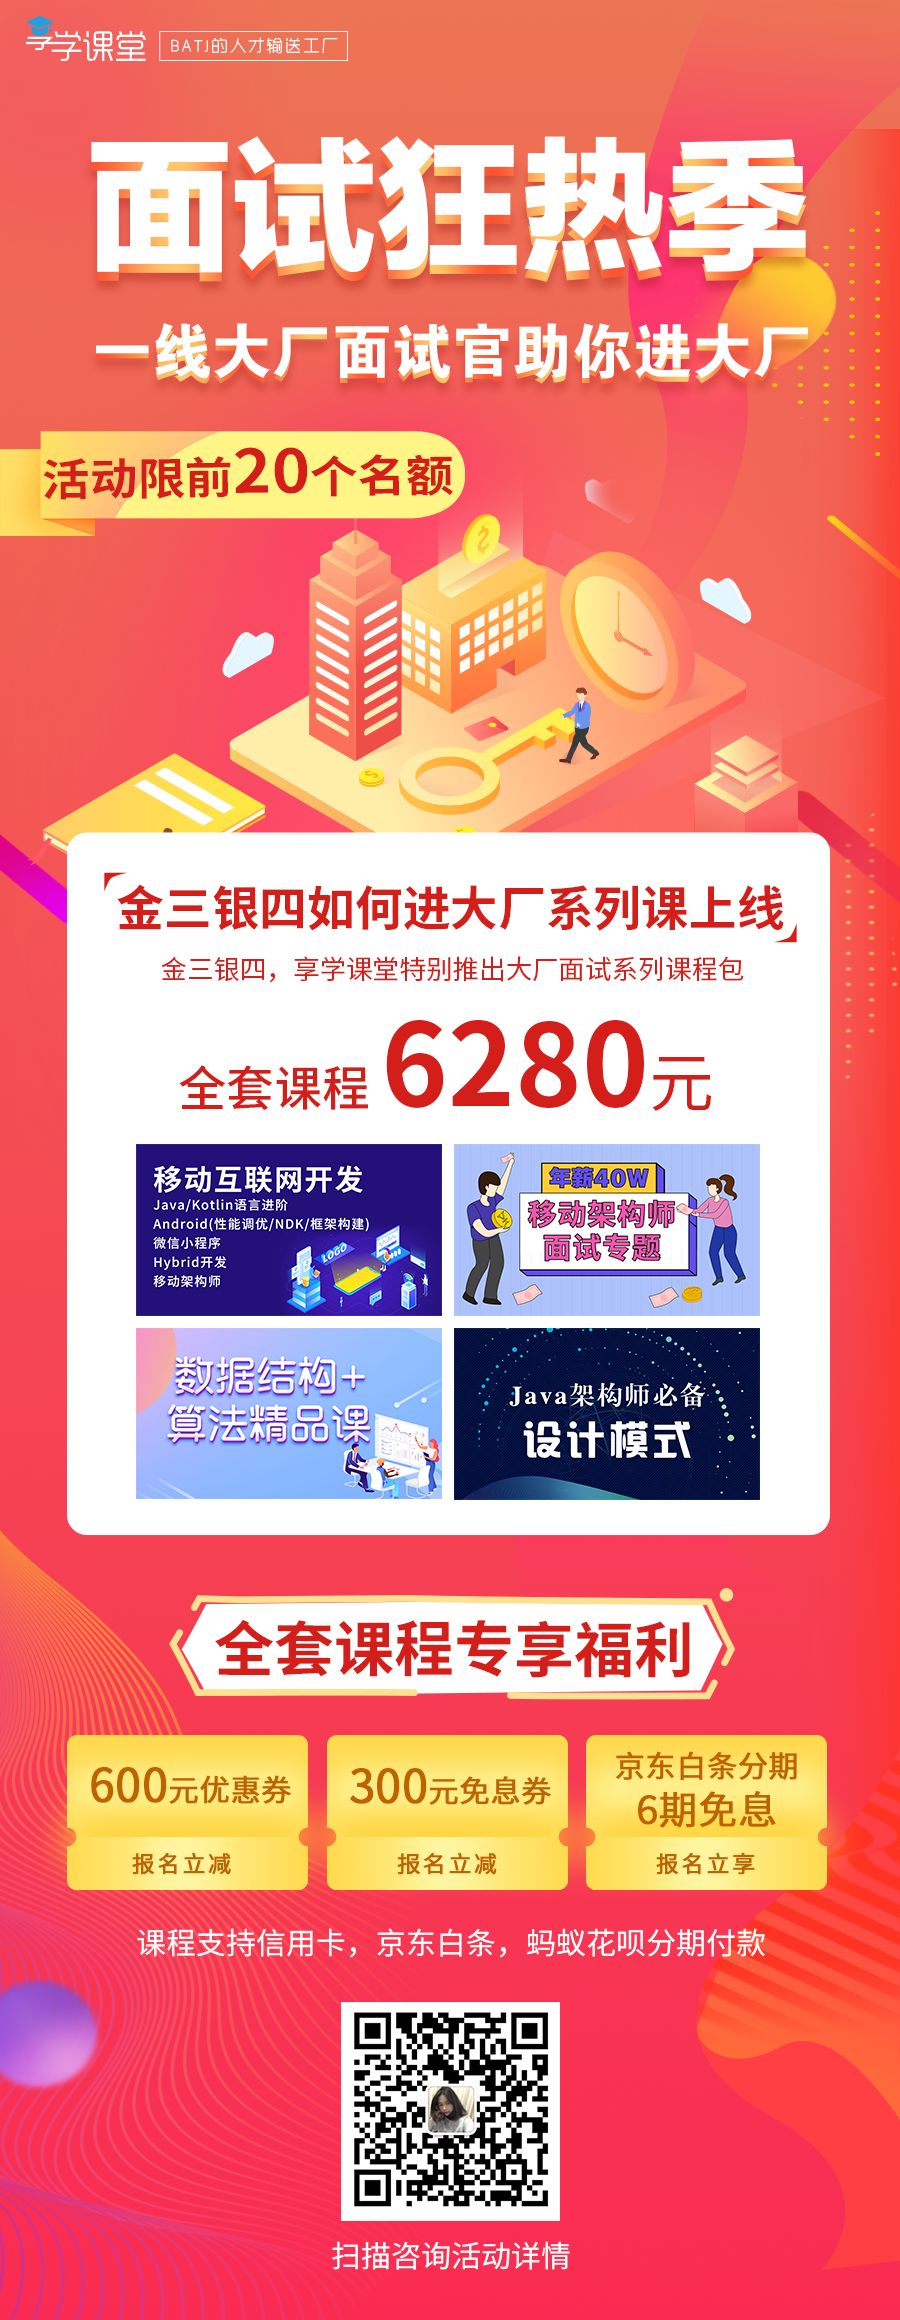 享学课堂
BATJ的人才输送工厂
面试狂热季
一线大厂面试官助你进大厂
活动限前20个名额
金三银四如何进大厂系列课上线
金三银四，享学课堂特别推出大厂面试系列课程包
全套课程 6280元
移动互联网开发
Java/Kotlin语言进阶
Android(性能调优/NDK/框架构建)
微信小程序
Hybrid开发
移动架构师
LOGO
年薪40W
移动架构师
面试专题
数据结构+
算法精品课
Java架构师必备
设计模式
全套课程专享福利
600元优惠券
报名立减
300元免息券
报名立减
京东白条分期
6期免息
报名立享
课程支持信用卡，京东白条，蚂蚁花呗分期付款
扫描咨询活动详情